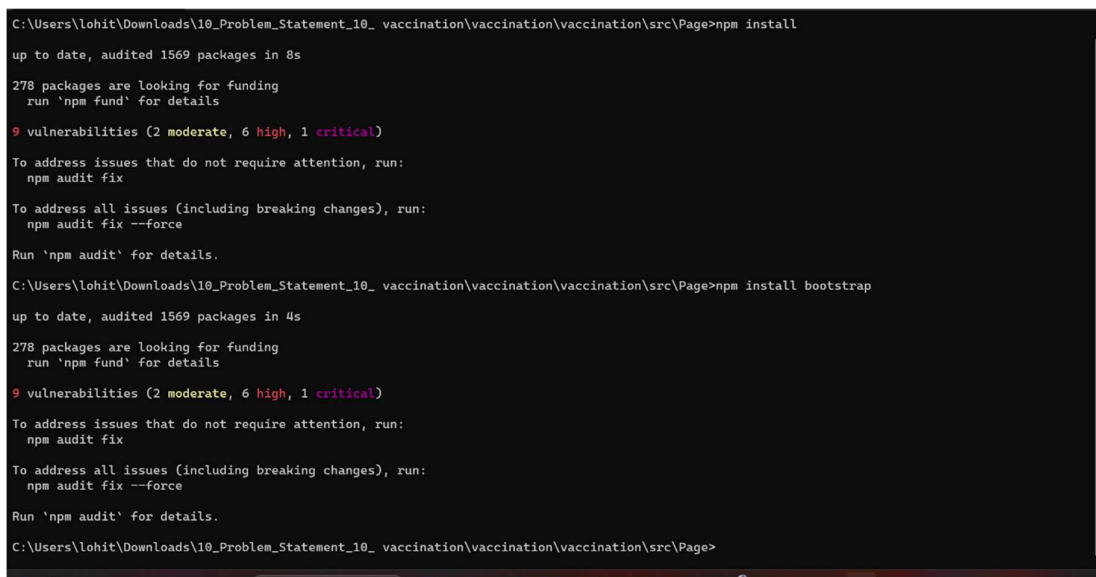 C:\Users\lohit\Downloads\10_Problem_Statement_10_ vaccination\vaccination\vaccination\src\Page>npm install
up to date, audited 1569 packages in 8s
278 packages are looking for funding
  run `npm fund` for details
9 vulnerabilities (2 moderate, 6 high, 1 critical)
To address issues that do not require attention, run:
  npm audit fix
To address all issues (including breaking changes), run:
  npm audit fix --force
Run `npm audit` for details.
C:\Users\lohit\Downloads\10_Problem_Statement_10_ vaccination\vaccination\vaccination\src\Page>npm install bootstrap
up to date, audited 1569 packages in 4s
278 packages are looking for funding
  run `npm fund` for details
9 vulnerabilities (2 moderate, 6 high, 1 critical)
To address issues that do not require attention, run:
  npm audit fix
To address all issues (including breaking changes), run:
  npm audit fix --force
Run `npm audit` for details.
C:\Users\lohit\Downloads\10_Problem_Statement_10_ vaccination\vaccination\vaccination\src\Page>